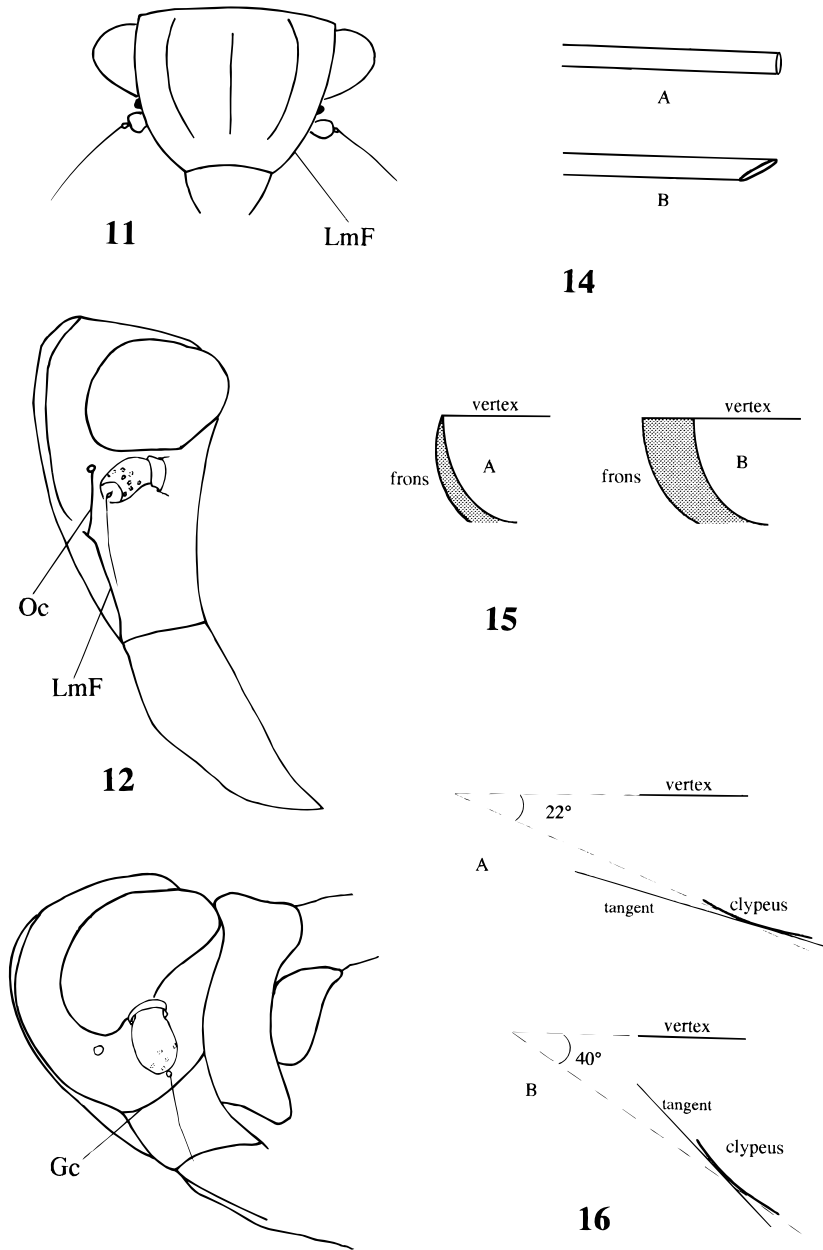 11
LmF
A
B
14
Oc
LmF
12
vertex
frons
A
vertex
frons
B
15
Gc
vertex
22°
A
tangent
clypeus
vertex
40°
B
tangent
clypeus
16